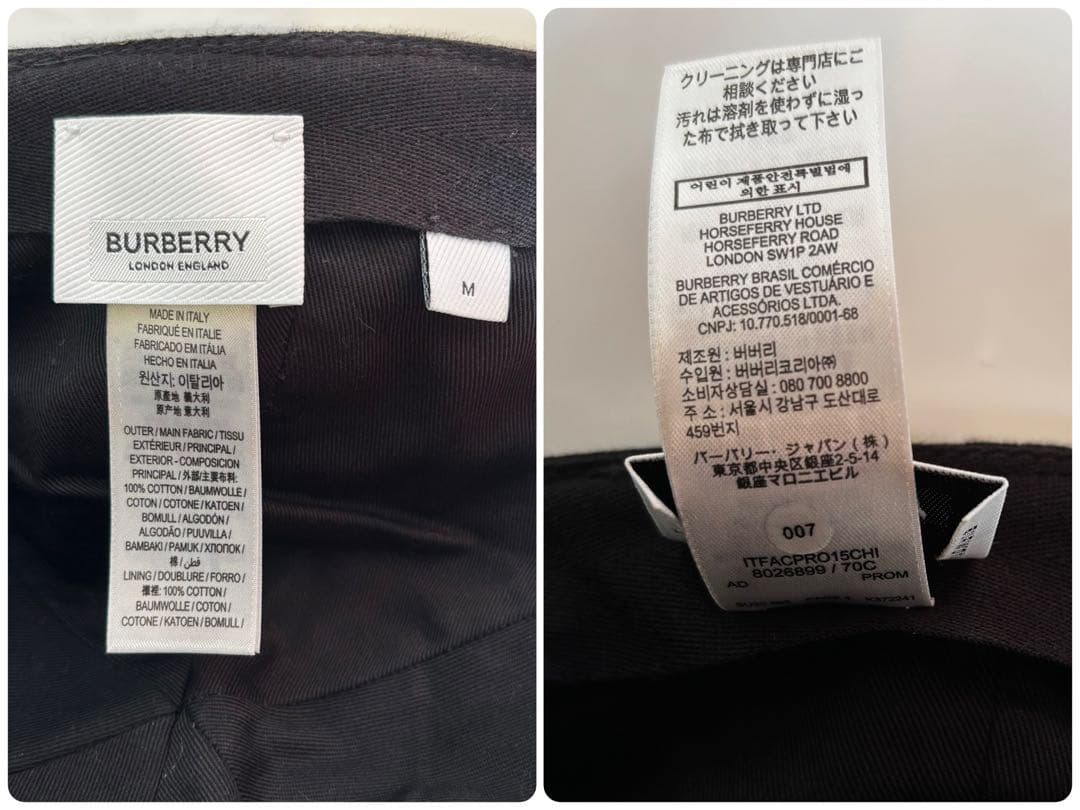 BURBERRY
LONDON ENGLAND
M
MADE IN ITALY
FABRIQUÉ EN ITALIE
FABRICADO EM ITÁLIA
HECHO EN ITALIA
원산지: 이탈리아
原產地 義大利
原产地 意大利
OUTER / MAIN FABRIC / TISSU
EXTÉRIEUR / PRINCIPAL /
EXTERIOR - COMPOSICION
PRINCIPAL / 外部/主要布料:
100% COTTON / BAUMWOLLE /
COTON / COTONE / KATOEN /
BOMULL / ALGODÓN /
ALGODÃO / PUUVILLA /
BAMBAKI / PAMUK / ХЛОПОК /
棉 / قطن /
LINING / DOUBLURE / FORRO /
襯裡: 100% COTTON /
BAUMWOLLE / COTON /
COTONE / KATOEN / BOMULL /
クリーニングは専門店にご
相談ください
汚れは溶剤を使わずに湿っ
た布で拭き取って下さい
어린이 제품안전특별법에
의한 표시
BURBERRY LTD
HORSEFERRY HOUSE
HORSEFERRY ROAD
LONDON SW1P 2AW
BURBERRY BRASIL COMÉRCIO
DE ARTIGOS DE VESTUÁRIO E
ACESSÓRIOS LTDA.
CNPJ: 10.770.518/0001-68
제조원 : 버버리
수입원 : 버버리코리아㈜
소비자상담실 : 080 700 8800
주 소 : 서울시 강남구 도산대로
459번지
バーバリー・ジャパン ( 株 )
東京都中央区銀座2-5-14
銀座マロニエビル
007
ITFACPRO15CHI
8026899 / 70C
AD PROM